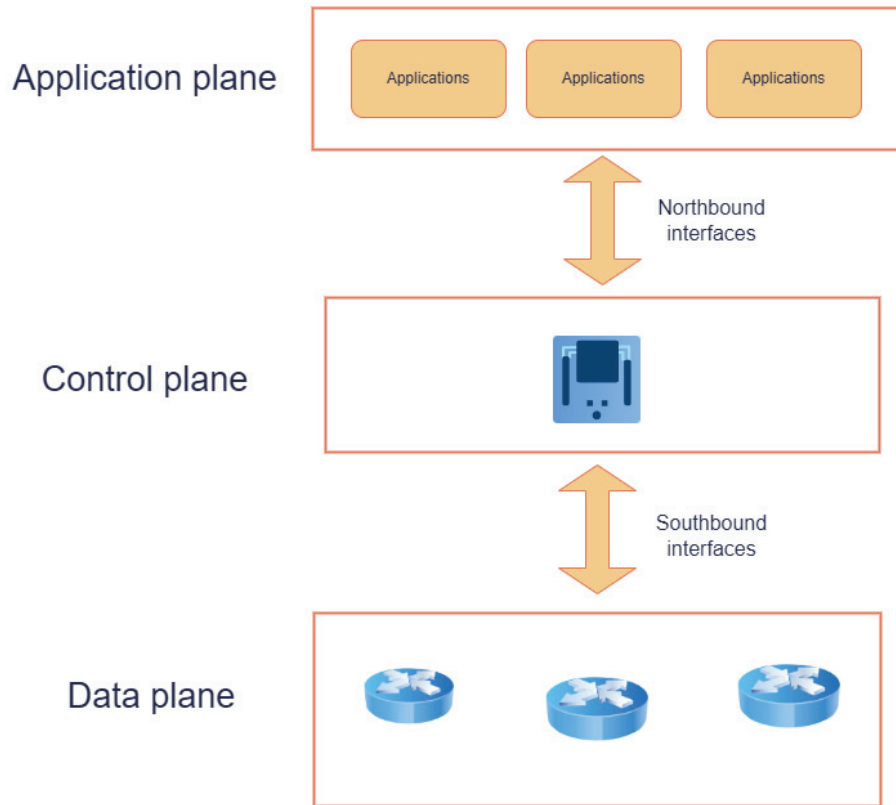 Application plane
Applications
Applications
Applications
Northbound
interfaces
Control plane
Southbound
interfaces
Data plane